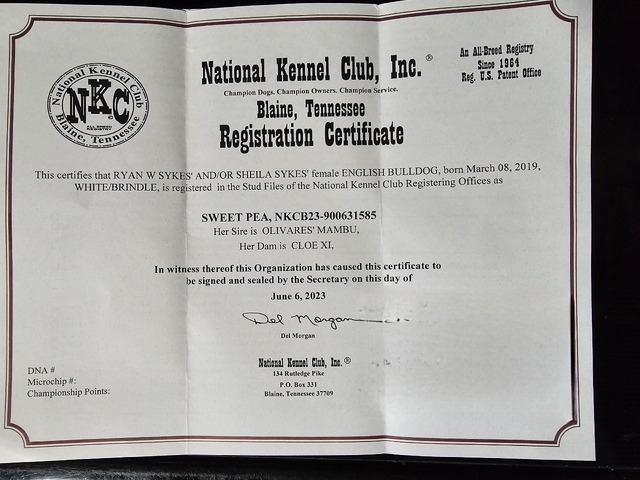 National Kennel Club
NKC
ALL-BREED
REGISTRY
Blaine, Tennessee
National Kennel Club, Inc.®
Champion Dogs. Champion Owners. Champion Service.
Blaine, Tennessee
Registration Certificate
An All-Breed Registry
Since 1964
Reg. U.S. Patent Office
This certifies that RYAN W SYKES' AND/OR SHEILA SYKES' female ENGLISH BULLDOG, born March 08, 2019,
WHITE/BRINDLE, is registered in the Stud Files of the National Kennel Club Registering Offices as
SWEET PEA, NKCB23-900631585
Her Sire is OLIVARES' MAMBU,
Her Dam is CLOE XI,
In witness thereof this Organization has caused this certificate to
be signed and sealed by the Secretary on this day of
June 6, 2023
Del Morgan
Del Morgan
National Kennel Club, Inc.®
134 Rutledge Pike
P.O. Box 331
Blaine, Tennessee 37709
DNA #
Microchip #:
Championship Points: